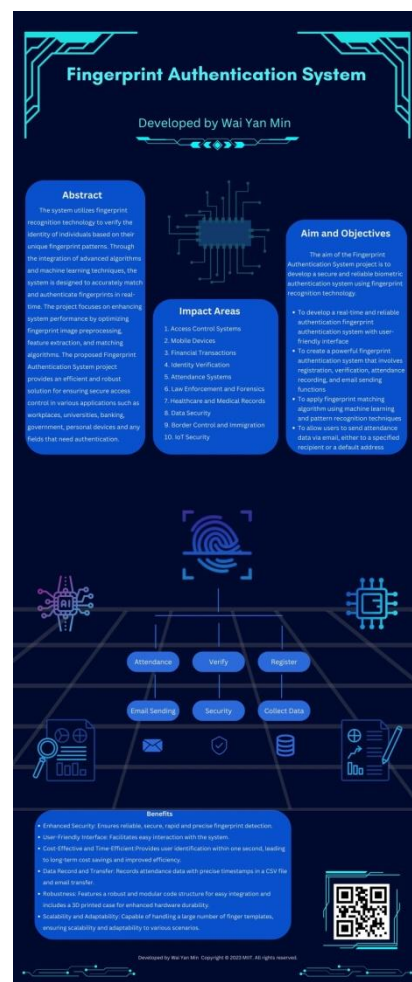 Fingerprint Authentication System
Developed by Wai Yan Min
Abstract
The system utilizes fingerprint
recognition technology to verify the
identity of individuals based on their
unique fingerprint patterns. Through
the integration of advanced algorithms
and machine learning techniques, the
system is designed to accurately match
and authenticate fingerprints in real-
time. The project focuses on enhancing
system performance by optimizing
fingerprint image preprocessing,
feature extraction, and matching
algorithms. The proposed Fingerprint
Authentication System project
provides an efficient and robust
solution for ensuring secure access
control in various applications such as
workplaces, universities, banking,
government, personal devices and any
fields that need authentication.
Impact Areas
1. Access Control Systems
2. Mobile Devices
3. Financial Transactions
4. Identity Verification
5. Attendance Systems
6. Law Enforcement and Forensics
7. Healthcare and Medical Records
8. Data Security
9. Border Control and Immigration
10. IoT Security
Aim and Objectives
The aim of the Fingerprint
Authentication System project is to
develop a secure and reliable biometric
authentication system using fingerprint
recognition technology.
• To develop a real-time and reliable
authentication fingerprint
authentication system with user-
friendly interface
• To create a powerful fingerprint
authentication system that involves
registration, verification, attendance
recording, and email sending
functions
• To apply fingerprint matching
algorithm using machine learning
and pattern recognition techniques
• To allow users to send attendance
data via email, either to a specified
recipient or a default address
AI
Attendance
Verify
Register
Email Sending
Security
Collect Data
Benefits
• Enhanced Security: Ensures reliable, secure, rapid and precise fingerprint detection.
• User-Friendly Interface: Facilitates easy interaction with the system.
• Cost-Effective and Time-Efficient:Provides user identification within one second, leading
to long-term cost savings and improved efficiency.
• Data Record and Transfer: Records attendance data with precise timestamps in a CSV file
and email transfer.
• Robustness: Features a robust and modular code structure for easy integration and
includes a 3D printed case for enhanced hardware durability.
• Scalability and Adaptability: Capable of handling a large number of finger templates,
ensuring scalability and adaptability to various scenarios.
Developed by Wai Yan Min Copyright © 2023 MIIT. All rights reserved.